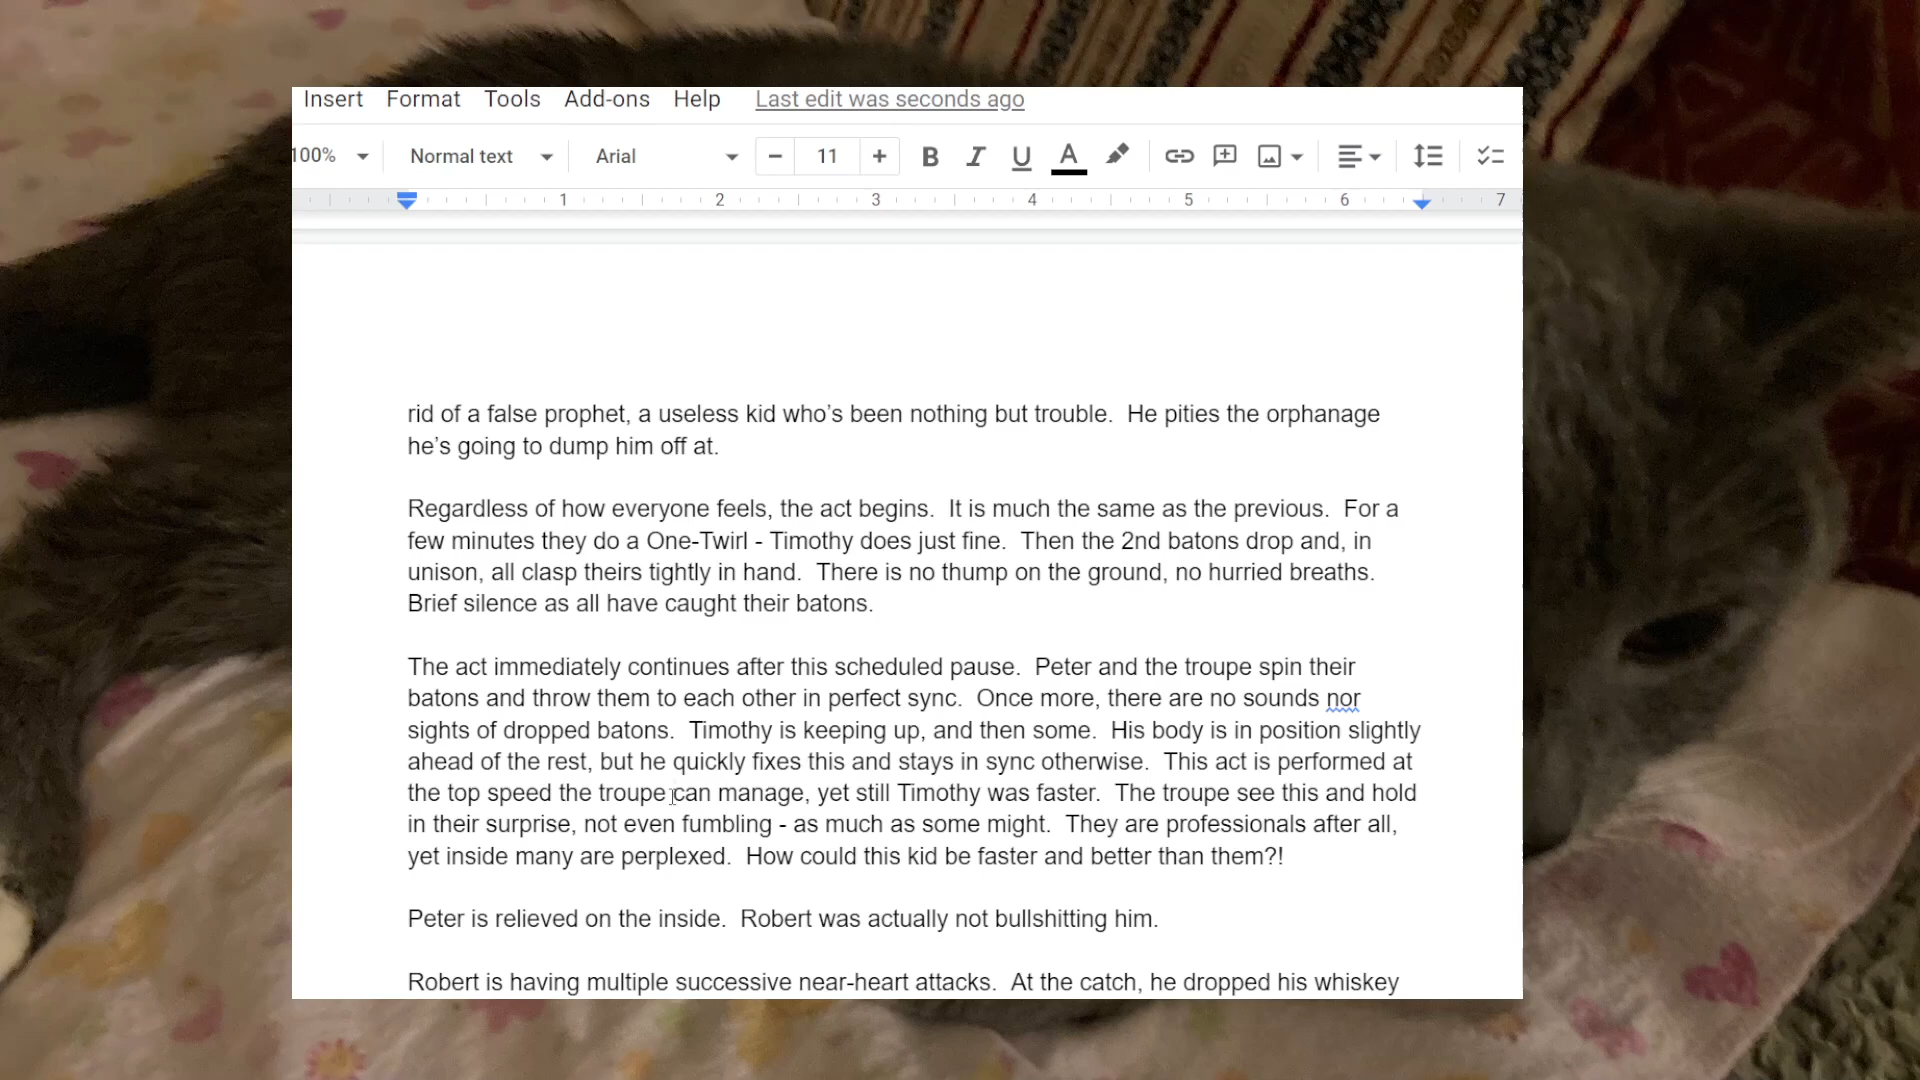 Insert Format Tools Add-ons Help Last edit was seconds ago
100% Normal text Arial − 11 + B I U A
1 2 3 4 5 6 7
rid of a false prophet, a useless kid who’s been nothing but trouble.  He pities the orphanage
he’s going to dump him off at.
Regardless of how everyone feels, the act begins.  It is much the same as the previous.  For a
few minutes they do a One-Twirl - Timothy does just fine.  Then the 2nd batons drop and, in
unison, all clasp theirs tightly in hand.  There is no thump on the ground, no hurried breaths.
Brief silence as all have caught their batons.
The act immediately continues after this scheduled pause.  Peter and the troupe spin their
batons and throw them to each other in perfect sync.  Once more, there are no sounds nor
sights of dropped batons.  Timothy is keeping up, and then some.  His body is in position slightly
ahead of the rest, but he quickly fixes this and stays in sync otherwise.  This act is performed at
the top speed the troupe can manage, yet still Timothy was faster.  The troupe see this and hold
in their surprise, not even fumbling - as much as some might.  They are professionals after all,
yet inside many are perplexed.  How could this kid be faster and better than them?!
Peter is relieved on the inside.  Robert was actually not bullshitting him.
Robert is having multiple successive near-heart attacks.  At the catch, he dropped his whiskey